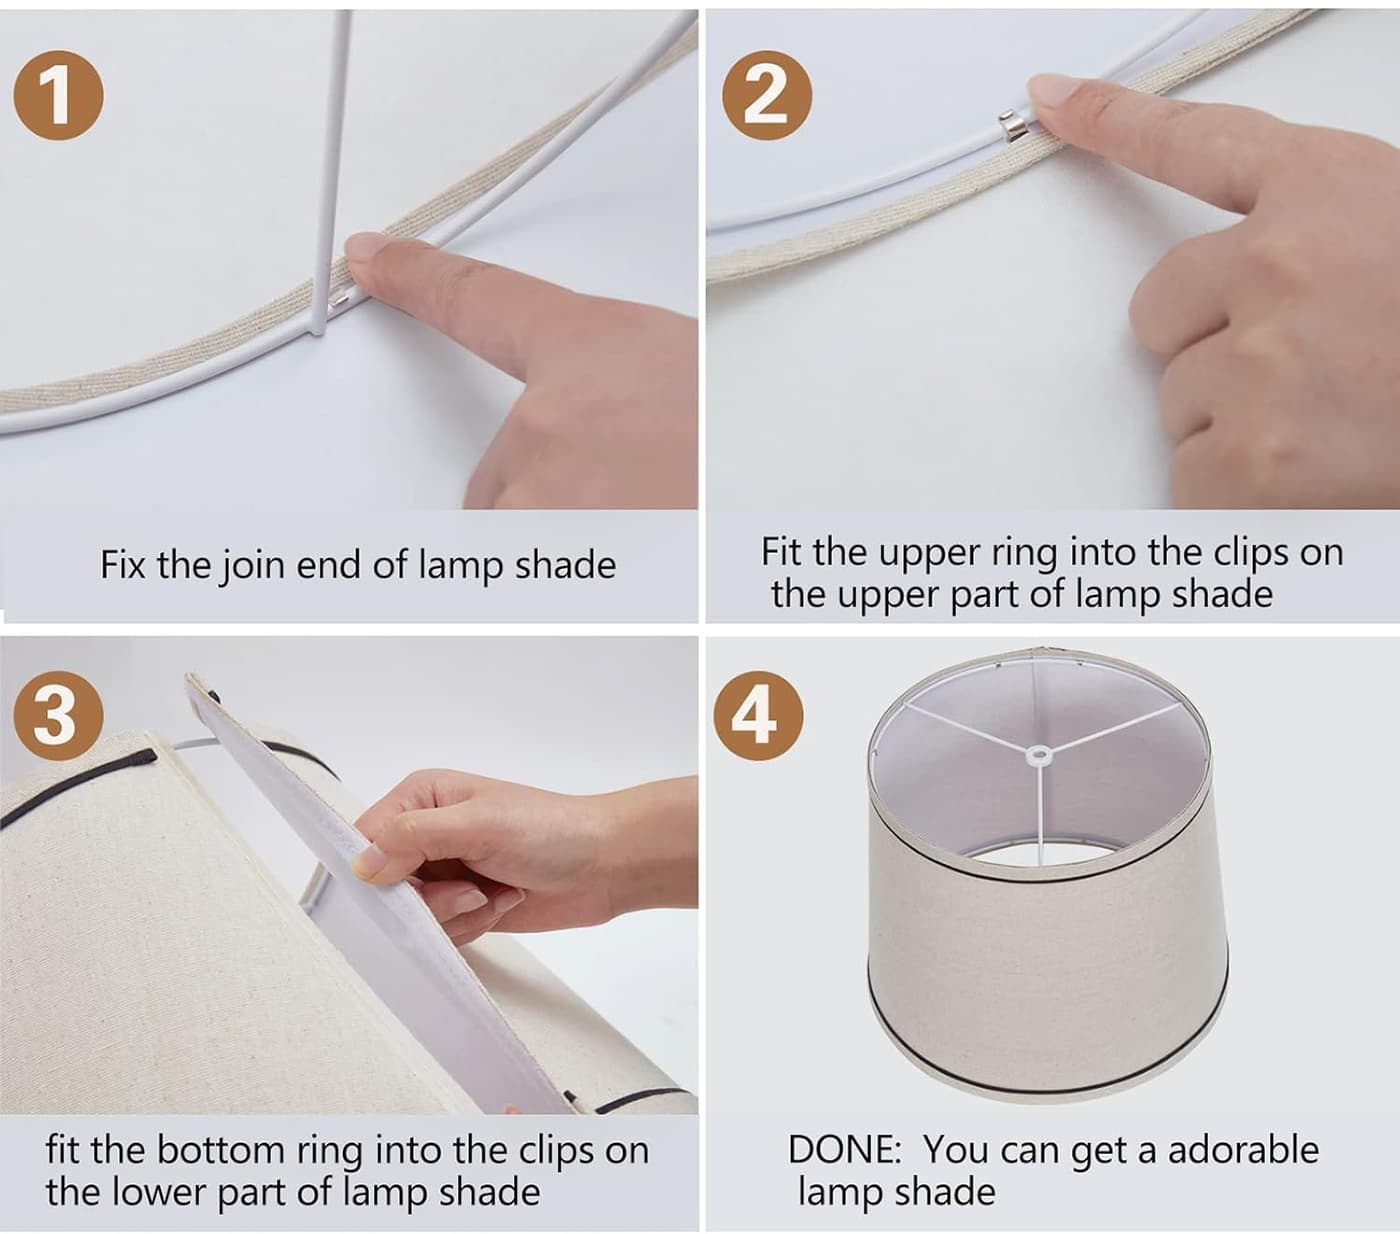 1
Fix the join end of lamp shade
2
Fit the upper ring into the clips on
the upper part of lamp shade
3
fit the bottom ring into the clips on
the lower part of lamp shade
4
DONE: You can get a adorable
lamp shade